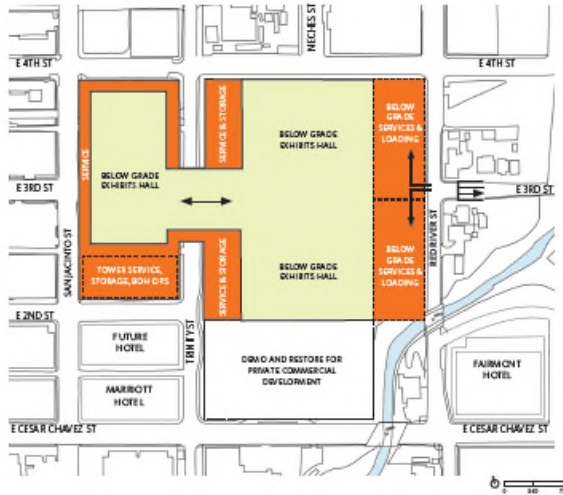 NECHES ST
E 4TH ST
E 4TH ST
SERVICE
BELOW GRADE
EXHIBITS HALL
SERVICE & STORAGE
BELOW GRADE
EXHIBITS HALL
BELOW
GRADE
SERVICES &
LOADING
E 3RD ST
E 3RD ST
SAN JACINTO ST
RED RIVER ST
TOWER SERVICE,
STORAGE, BOH OPS
SERVICE & STORAGE
BELOW GRADE
EXHIBITS HALL
BELOW
GRADE
SERVICES &
LOADING
E 2ND ST
TRINITY ST
FUTURE
HOTEL
MARRIOTT
HOTEL
DEMO AND RESTORE FOR
PRIVATE COMMERCIAL
DEVELOPMENT
FAIRMONT
HOTEL
E CESAR CHAVEZ ST
E CESAR CHAVEZ ST
0